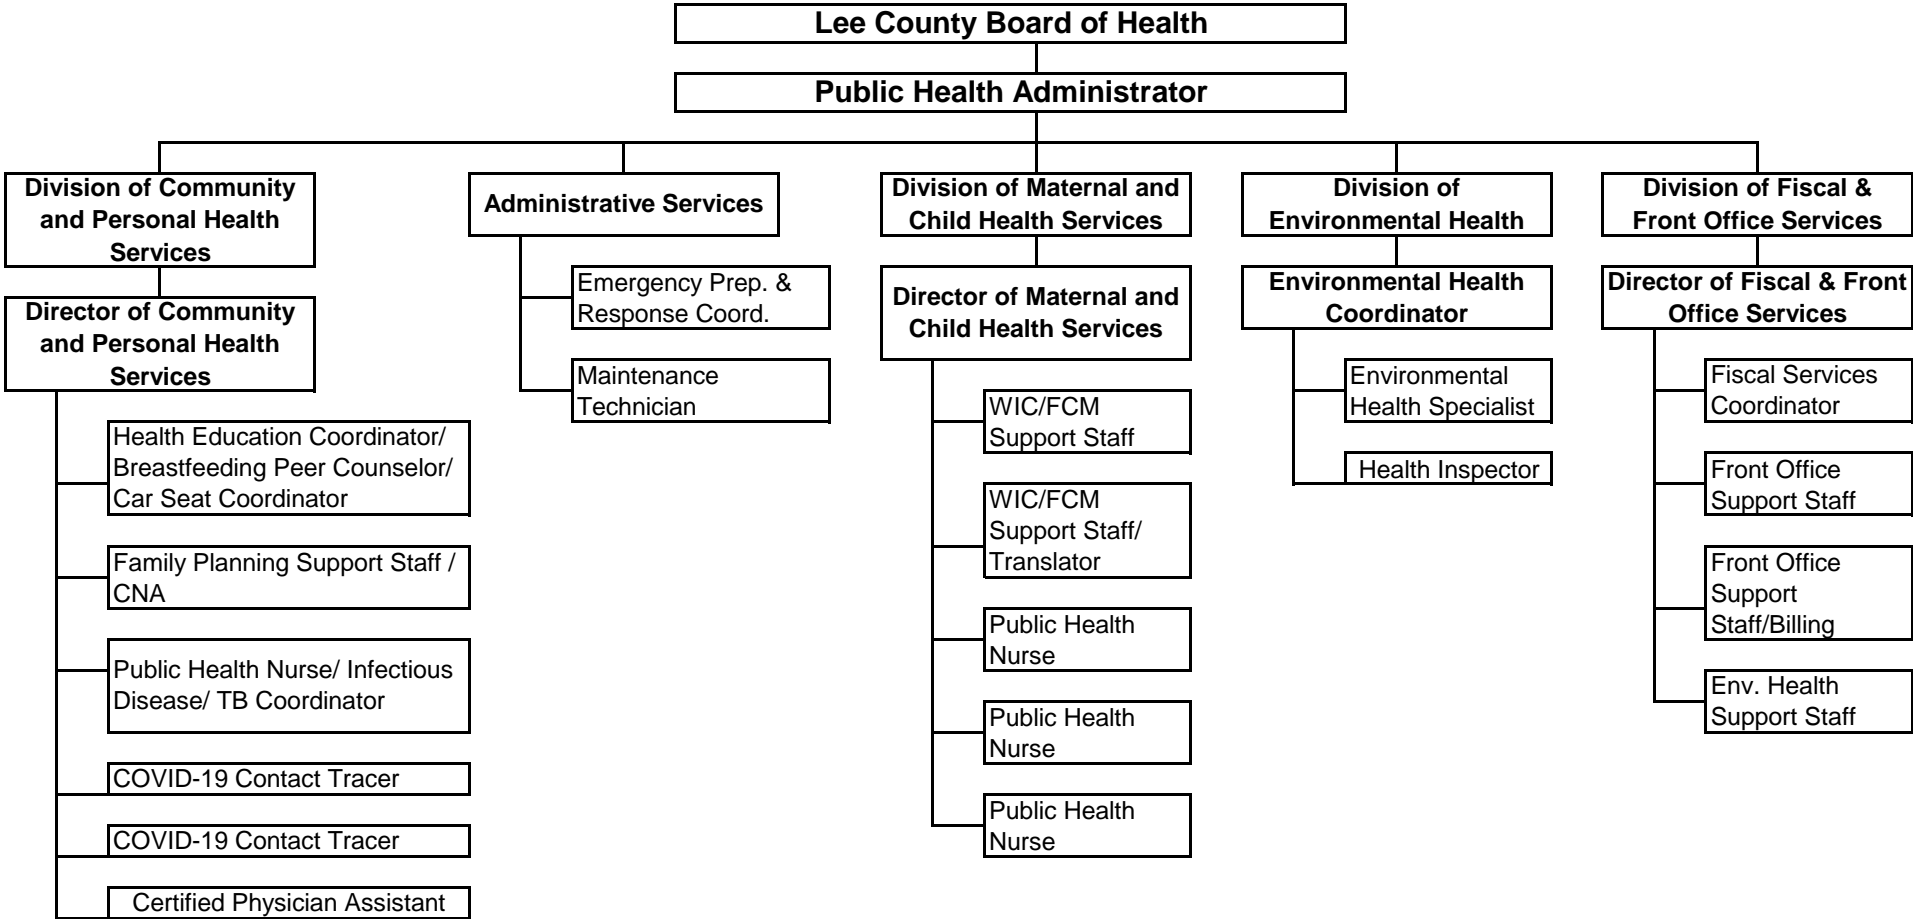 Lee County Board of Health
Public Health Administrator
Division of Community
and Personal Health
Services
Director of Community
and Personal Health
Services
Health Education Coordinator/
Breastfeeding Peer Counselor/
Car Seat Coordinator
Family Planning Support Staff /
CNA
Public Health Nurse/ Infectious
Disease/ TB Coordinator
COVID-19 Contact Tracer
COVID-19 Contact Tracer
Certified Physician Assistant
Administrative Services
Emergency Prep. &
Response Coord.
Maintenance
Technician
Division of Maternal and
Child Health Services
Director of Maternal and
Child Health Services
WIC/FCM
Support Staff
WIC/FCM
Support Staff/
Translator
Public Health
Nurse
Public Health
Nurse
Public Health
Nurse
Division of
Environmental Health
Environmental Health
Coordinator
Environmental
Health Specialist
Health Inspector
Division of Fiscal &
Front Office Services
Director of Fiscal & Front
Office Services
Fiscal Services
Coordinator
Front Office
Support Staff
Front Office
Support
Staff/Billing
Env. Health
Support Staff